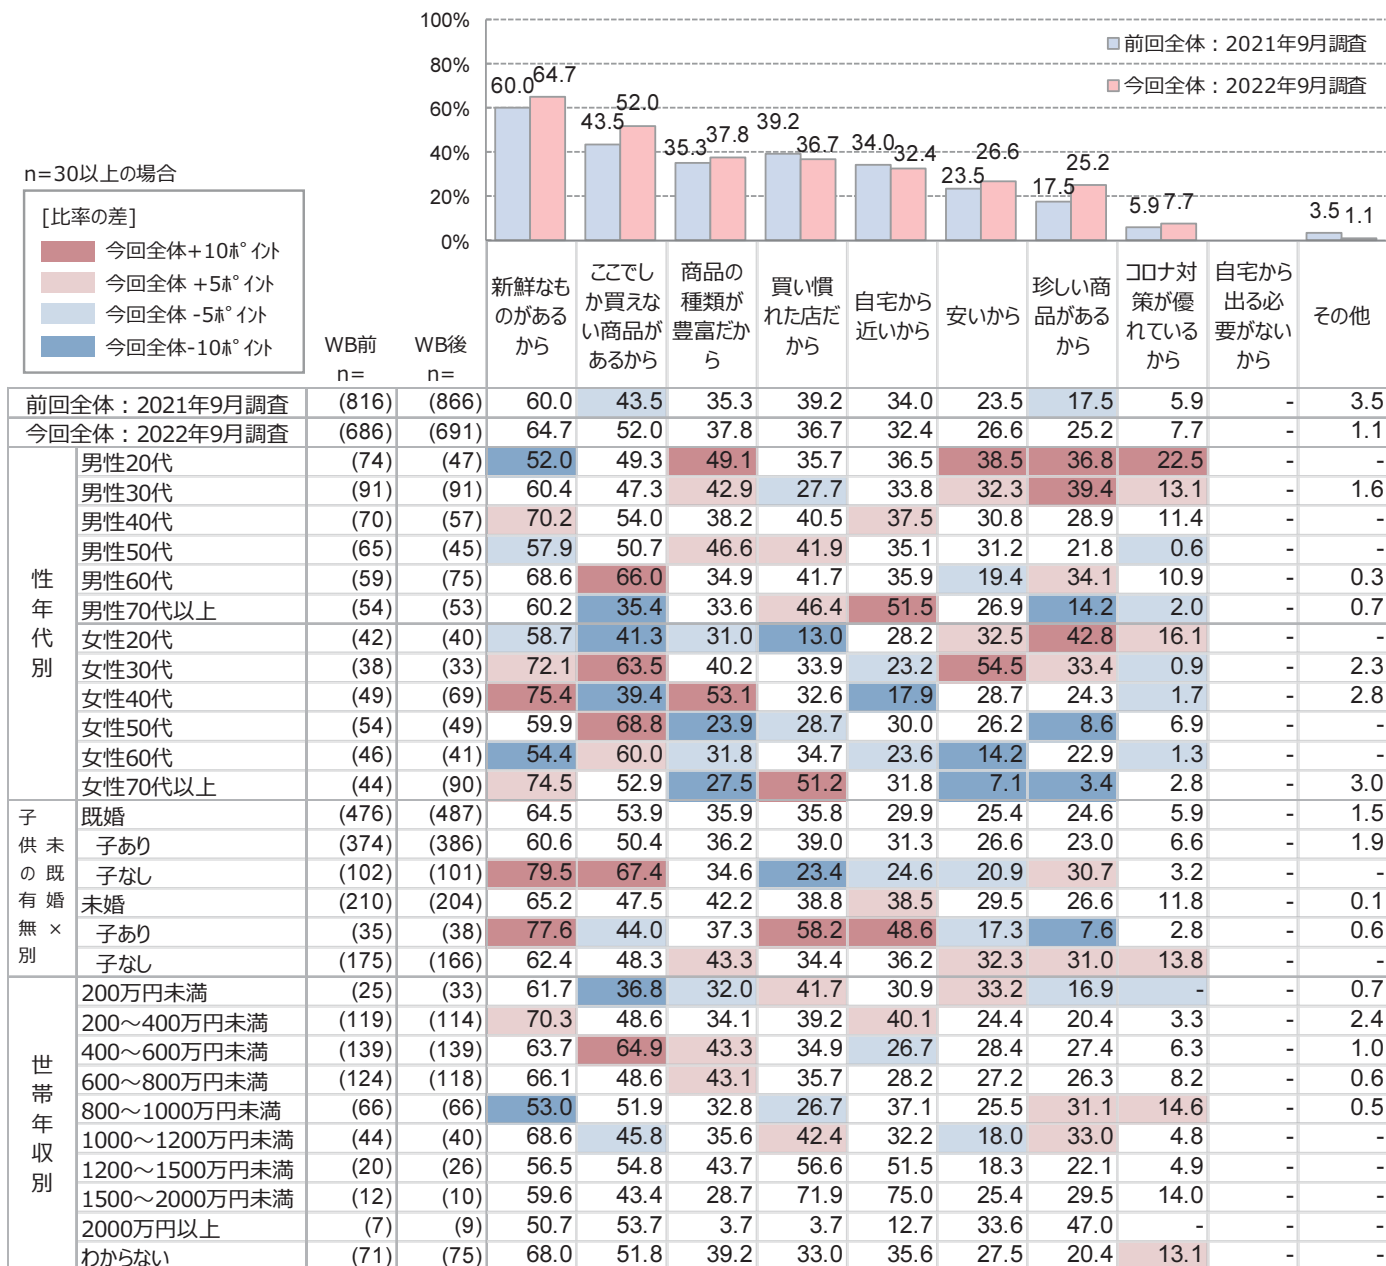 100%
80%
60%
40%
20%
0%
前回全体：2021年9月調査
今回全体：2022年9月調査
60.0 64.7 43.5 52.0 35.3 37.8 39.2 36.7 34.0 32.4 23.5 26.6 17.5 25.2 5.9 7.7 3.5 1.1
n=30以上の場合
[比率の差]
今回全体+10ﾎﾟｲﾝﾄ
今回全体 +5ﾎﾟｲﾝﾄ
今回全体 -5ﾎﾟｲﾝﾄ
今回全体-10ﾎﾟｲﾝﾄ
WB前
n=
WB後
n=
新鮮なも
のがある
から
ここでし
か買えな
い商品が
あるから
商品の
種類が
豊富だか
ら
買い慣
れた店だ
から
自宅から
近いから
安いから
珍しい商
品がある
から
コロナ対
策が優
れている
から
自宅から
出る必
要がない
から
その他
前回全体：2021年9月調査 (816) (866) 60.0 43.5 35.3 39.2 34.0 23.5 17.5 5.9 - 3.5
今回全体：2022年9月調査 (686) (691) 64.7 52.0 37.8 36.7 32.4 26.6 25.2 7.7 - 1.1
性年代別
男性20代 (74) (47) 52.0 49.3 49.1 35.7 36.5 38.5 36.8 22.5 - -
男性30代 (91) (91) 60.4 47.3 42.9 27.7 33.8 32.3 39.4 13.1 - 1.6
男性40代 (70) (57) 70.2 54.0 38.2 40.5 37.5 30.8 28.9 11.4 - -
男性50代 (65) (45) 57.9 50.7 46.6 41.9 35.1 31.2 21.8 0.6 - -
男性60代 (59) (75) 68.6 66.0 34.9 41.7 35.9 19.4 34.1 10.9 - 0.3
男性70代以上 (54) (53) 60.2 35.4 33.6 46.4 51.5 26.9 14.2 2.0 - 0.7
女性20代 (42) (40) 58.7 41.3 31.0 13.0 28.2 32.5 42.8 16.1 - -
女性30代 (38) (33) 72.1 63.5 40.2 33.9 23.2 54.5 33.4 0.9 - 2.3
女性40代 (49) (69) 75.4 39.4 53.1 32.6 17.9 28.7 24.3 1.7 - 2.8
女性50代 (54) (49) 59.9 68.8 23.9 28.7 30.0 26.2 8.6 6.9 - -
女性60代 (46) (41) 54.4 60.0 31.8 34.7 23.6 14.2 22.9 1.3 - -
女性70代以上 (44) (90) 74.5 52.9 27.5 51.2 31.8 7.1 3.4 2.8 - 3.0
未既婚×
子供の有無別
既婚 (476) (487) 64.5 53.9 35.9 35.8 29.9 25.4 24.6 5.9 - 1.5
子あり (374) (386) 60.6 50.4 36.2 39.0 31.3 26.6 23.0 6.6 - 1.9
子なし (102) (101) 79.5 67.4 34.6 23.4 24.6 20.9 30.7 3.2 - -
未婚 (210) (204) 65.2 47.5 42.2 38.8 38.5 29.5 26.6 11.8 - 0.1
子あり (35) (38) 77.6 44.0 37.3 58.2 48.6 17.3 7.6 2.8 - 0.6
子なし (175) (166) 62.4 48.3 43.3 34.4 36.2 32.3 31.0 13.8 - -
世帯年収別
200万円未満 (25) (33) 61.7 36.8 32.0 41.7 30.9 33.2 16.9 - - 0.7
200～400万円未満 (119) (114) 70.3 48.6 34.1 39.2 40.1 24.4 20.4 3.3 - 2.4
400～600万円未満 (139) (139) 63.7 64.9 43.3 34.9 26.7 28.4 27.4 6.3 - 1.0
600～800万円未満 (124) (118) 66.1 48.6 43.1 35.7 28.2 27.2 26.3 8.2 - 0.6
800～1000万円未満 (66) (66) 53.0 51.9 32.8 26.7 37.1 25.5 31.1 14.6 - 0.5
1000～1200万円未満 (44) (40) 68.6 45.8 35.6 42.4 32.2 18.0 33.0 4.8 - -
1200～1500万円未満 (20) (26) 56.5 54.8 43.7 56.6 51.5 18.3 22.1 4.9 - -
1500～2000万円未満 (12) (10) 59.6 43.4 28.7 71.9 75.0 25.4 29.5 14.0 - -
2000万円以上 (7) (9) 50.7 53.7 3.7 3.7 12.7 33.6 47.0 - - -
わからない (71) (75) 68.0 51.8 39.2 33.0 35.6 27.5 20.4 13.1 - -